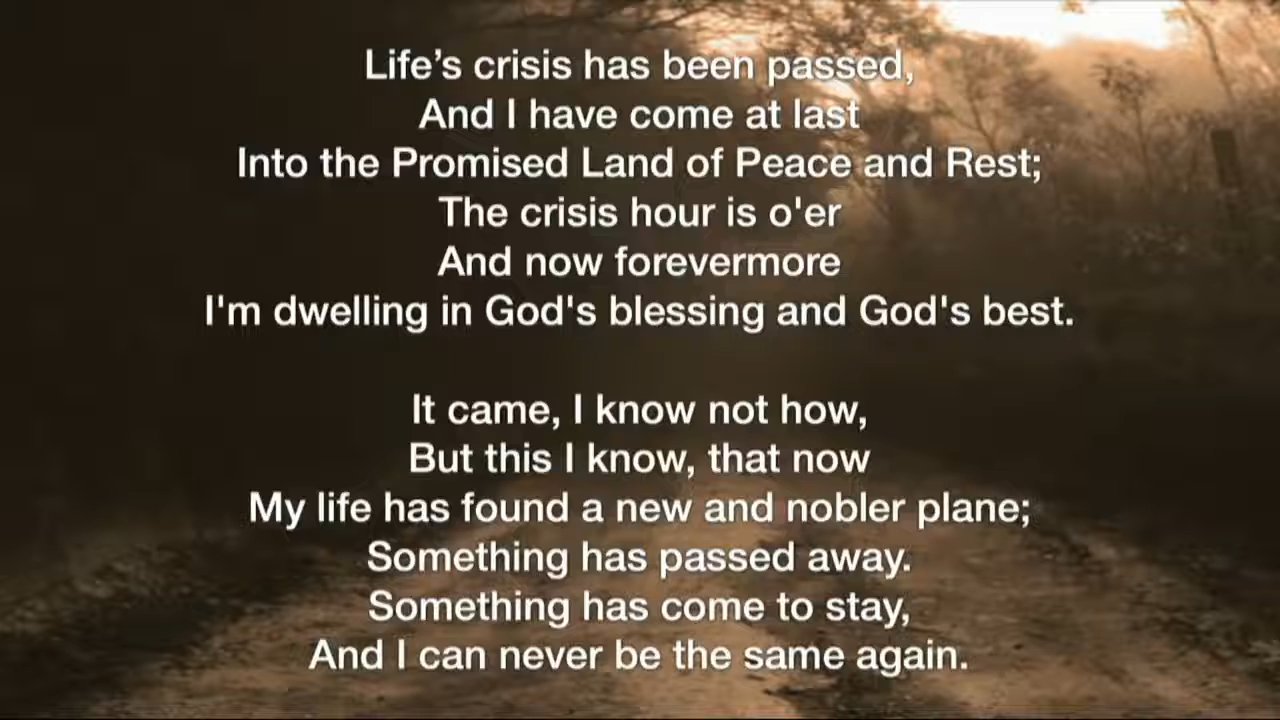 Life’s crisis has been passed,
And I have come at last
Into the Promised Land of Peace and Rest;
The crisis hour is o'er
And now forevermore
I'm dwelling in God's blessing and God's best.
It came, I know not how,
But this I know, that now
My life has found a new and nobler plane;
Something has passed away.
Something has come to stay,
And I can never be the same again.